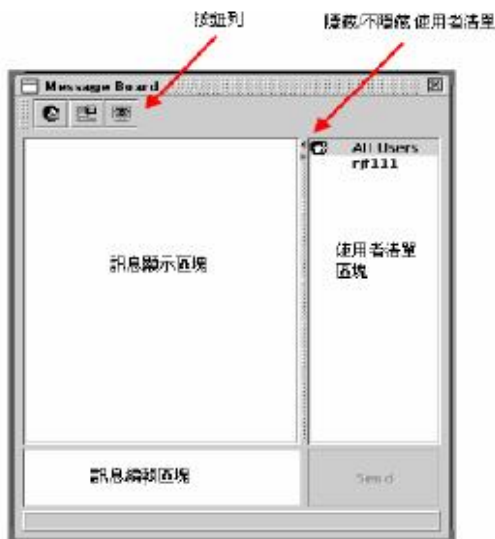 按鈕列
隱藏/不隱藏 使用者清單
Message Board
All Users
rjt111
訊息顯示區塊
使用者清單
區塊
訊息編輯區塊
Send